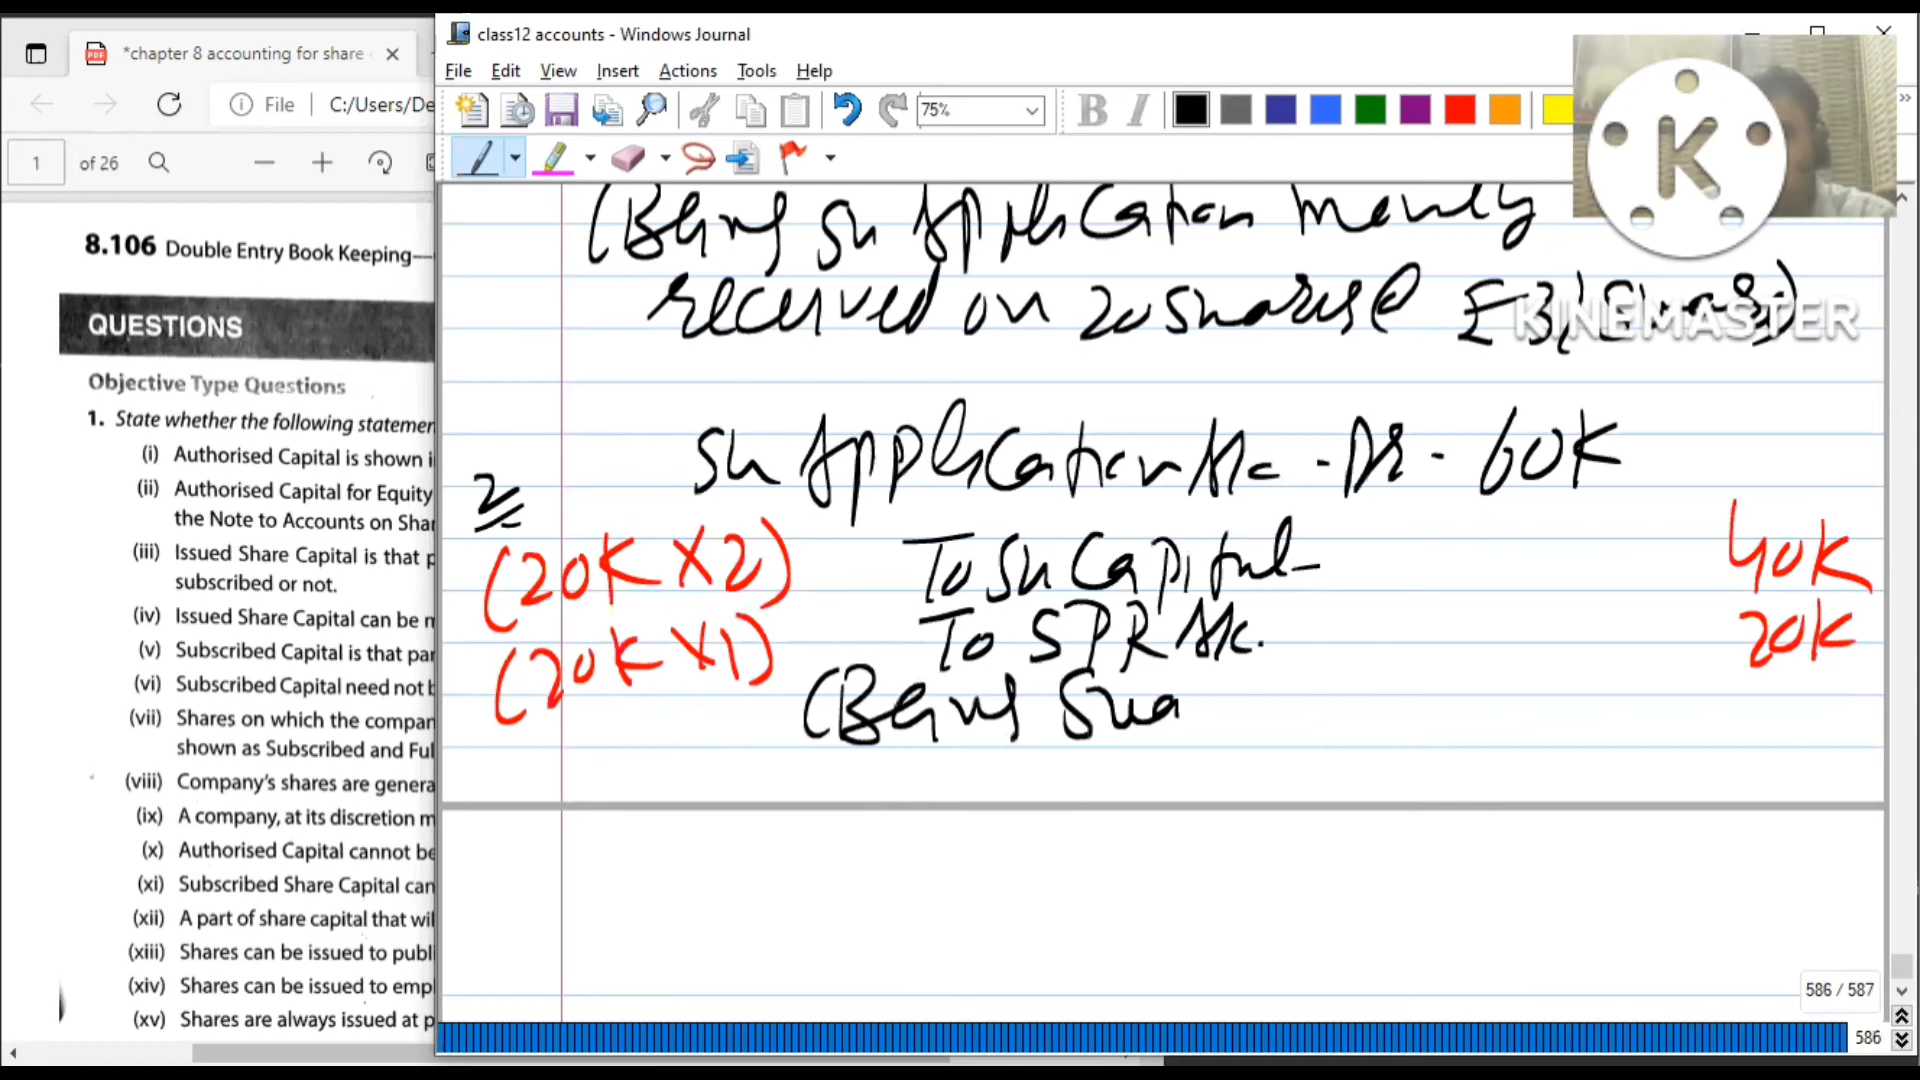 class12 accounts - Windows Journal
*chapter 8 accounting for share
File Edit View Insert Actions Tools Help
File C:/Users/De
75% B I
1 of 26
K
KINEMASTER
8.106 Double Entry Book Keeping—
QUESTIONS
Objective Type Questions
1. State whether the following statemen
(i) Authorised Capital is shown i
(ii) Authorised Capital for Equity
the Note to Accounts on Shar
(iii) Issued Share Capital is that p
subscribed or not.
(iv) Issued Share Capital can be m
(v) Subscribed Capital is that par
(vi) Subscribed Capital need not b
(vii) Shares on which the compan
shown as Subscribed and Ful
(viii) Company's shares are genera
(ix) A company, at its discretion m
(x) Authorised Capital cannot be
(xi) Subscribed Share Capital can
(xii) A part of share capital that wil
(xiii) Shares can be issued to publi
(xiv) Shares can be issued to empl
(xv) Shares are always issued at p
(Being sh Application money
received on 20 shares @
2 sh Application A/c - Dr - 60K
(20K X 2) To Sh Capital- 40K
(20K X 1) To SPR A/c. 20K
(Being Sha
586 / 587
586